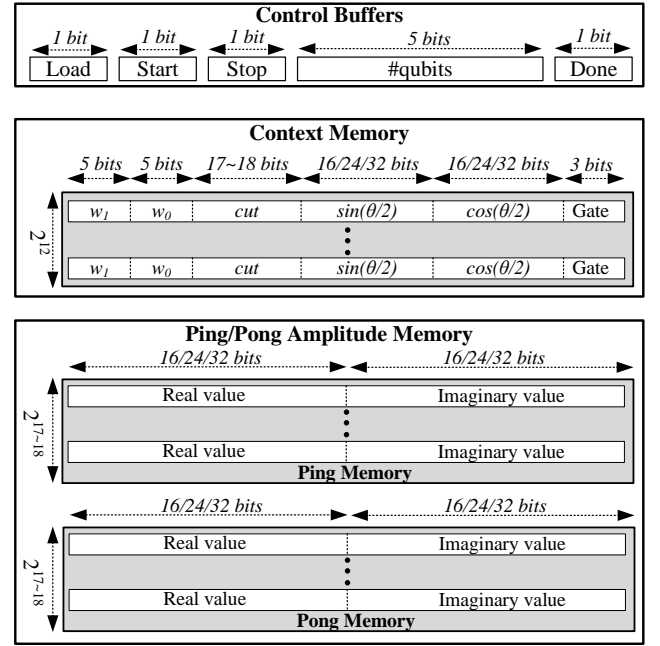 Control Buffers
1 bit 1 bit 1 bit 5 bits 1 bit
Load Start Stop #qubits Done
Context Memory
5 bits 5 bits 17~18 bits 16/24/32 bits 16/24/32 bits 3 bits
2^12
w_1 w_0 cut sin(θ/2) cos(θ/2) Gate
w_1 w_0 cut sin(θ/2) cos(θ/2) Gate
Ping/Pong Amplitude Memory
16/24/32 bits 16/24/32 bits
2^17~18
Real value Imaginary value
Real value Imaginary value
Ping Memory
16/24/32 bits 16/24/32 bits
2^17~18
Real value Imaginary value
Real value Imaginary value
Pong Memory